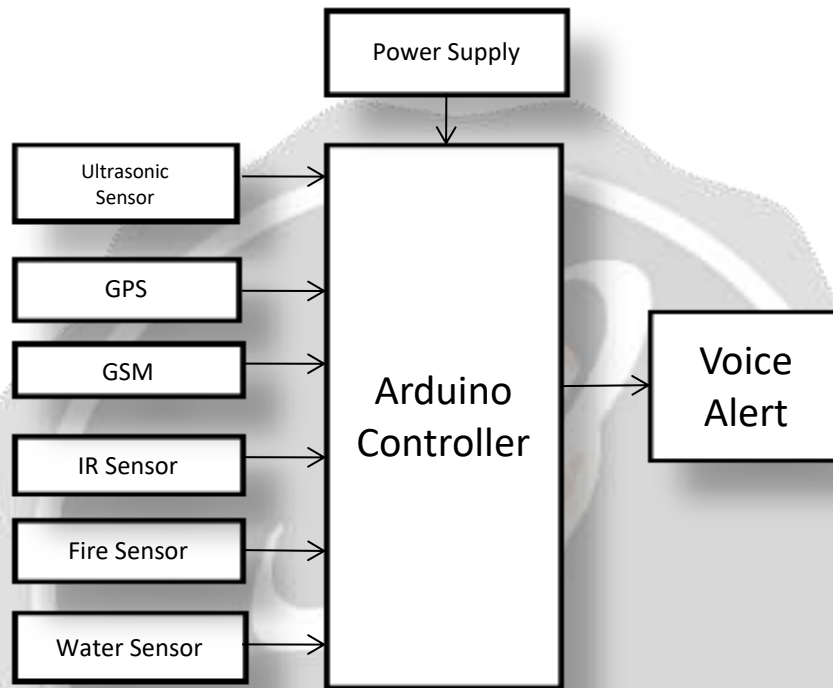 Power Supply
Ultrasonic
Sensor
GPS
GSM
IR Sensor
Fire Sensor
Water Sensor
Arduino
Controller
Voice
Alert